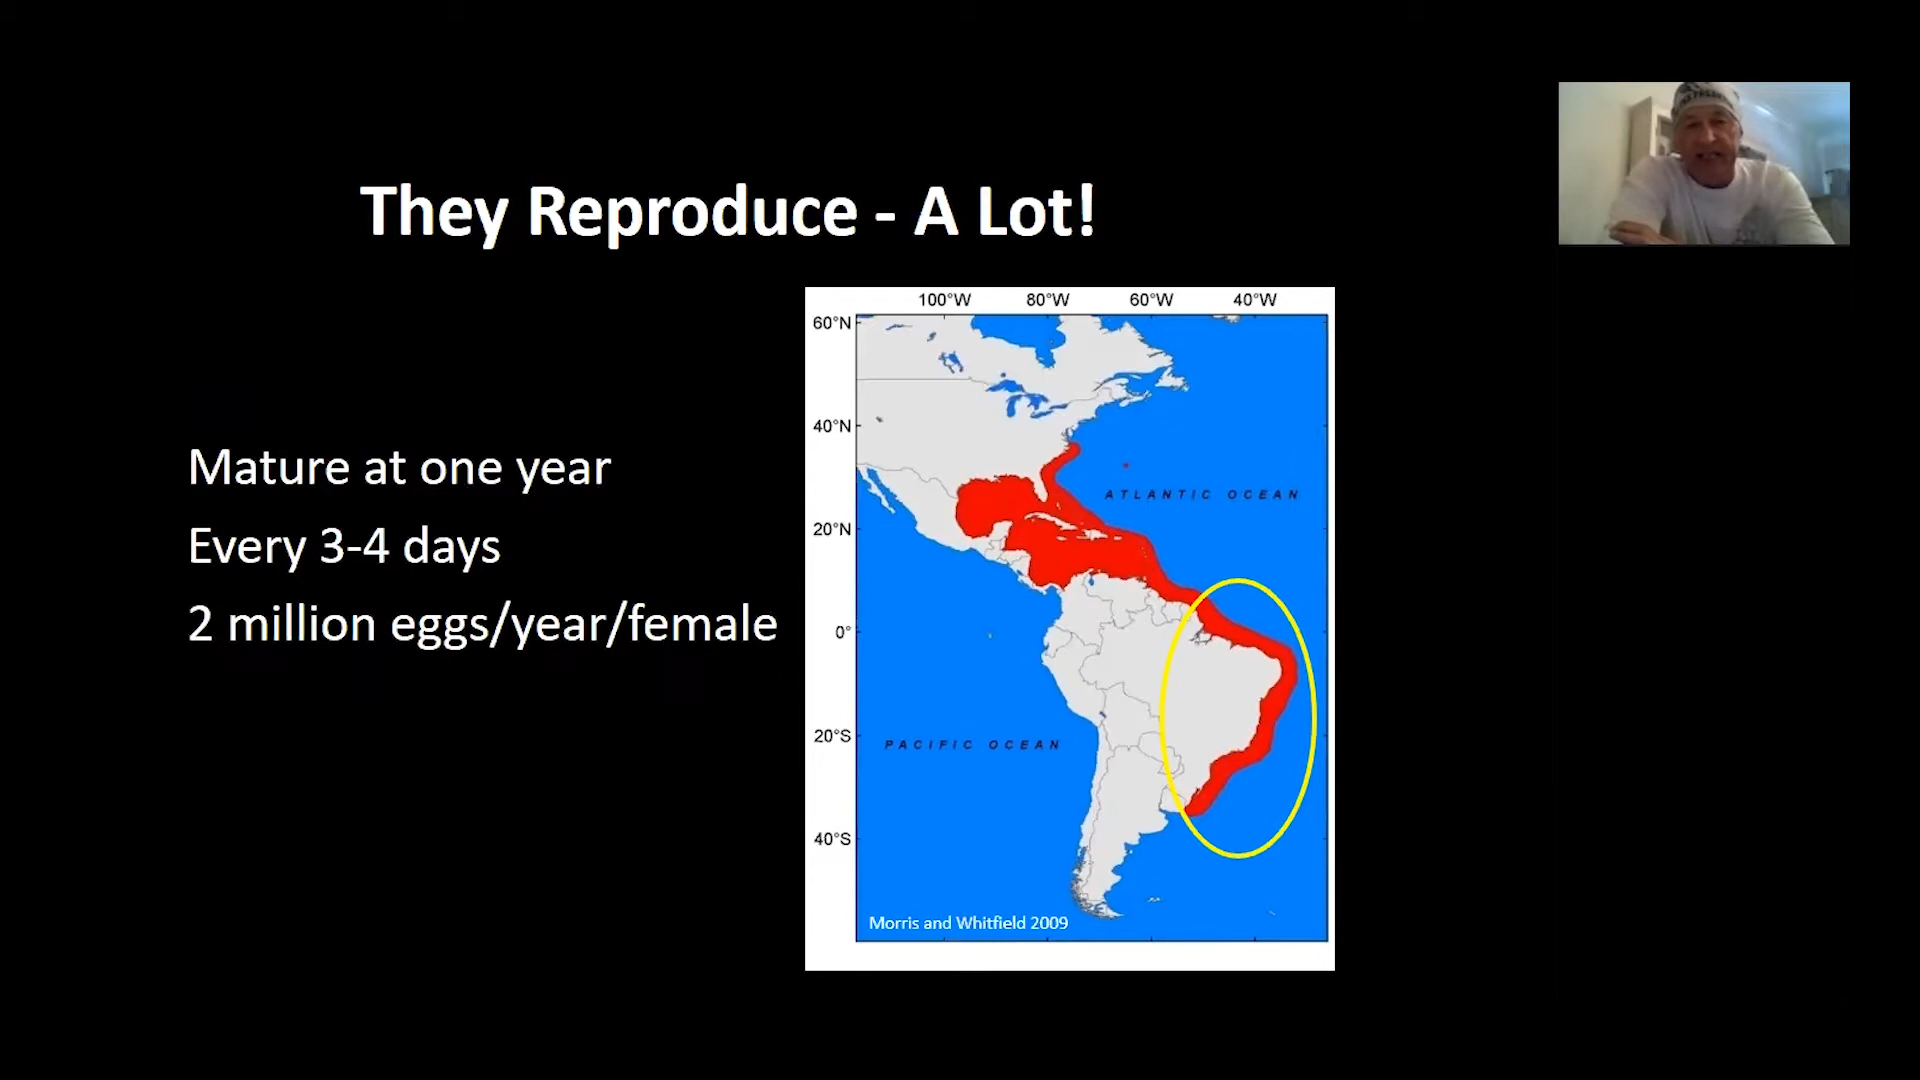 They Reproduce - A Lot!
Mature at one year
Every 3-4 days
2 million eggs/year/female
100°W 80°W 60°W 40°W
60°N
40°N
ATLANTIC OCEAN
20°N
0°
20°S
PACIFIC OCEAN
40°S
Morris and Whitfield 2009